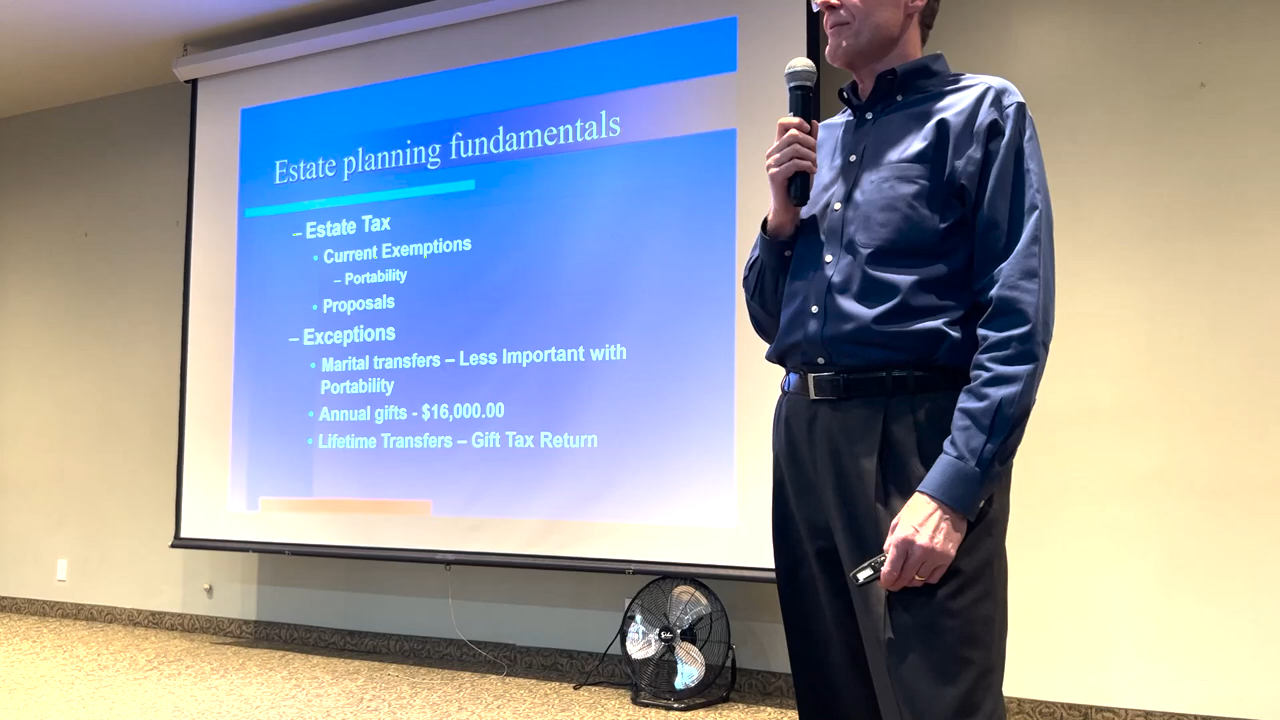 Estate planning fundamentals
– Estate Tax
• Current Exemptions
– Portability
• Proposals
– Exceptions
• Marital transfers – Less Important with
Portability
• Annual gifts - $16,000.00
• Lifetime Transfers – Gift Tax Return